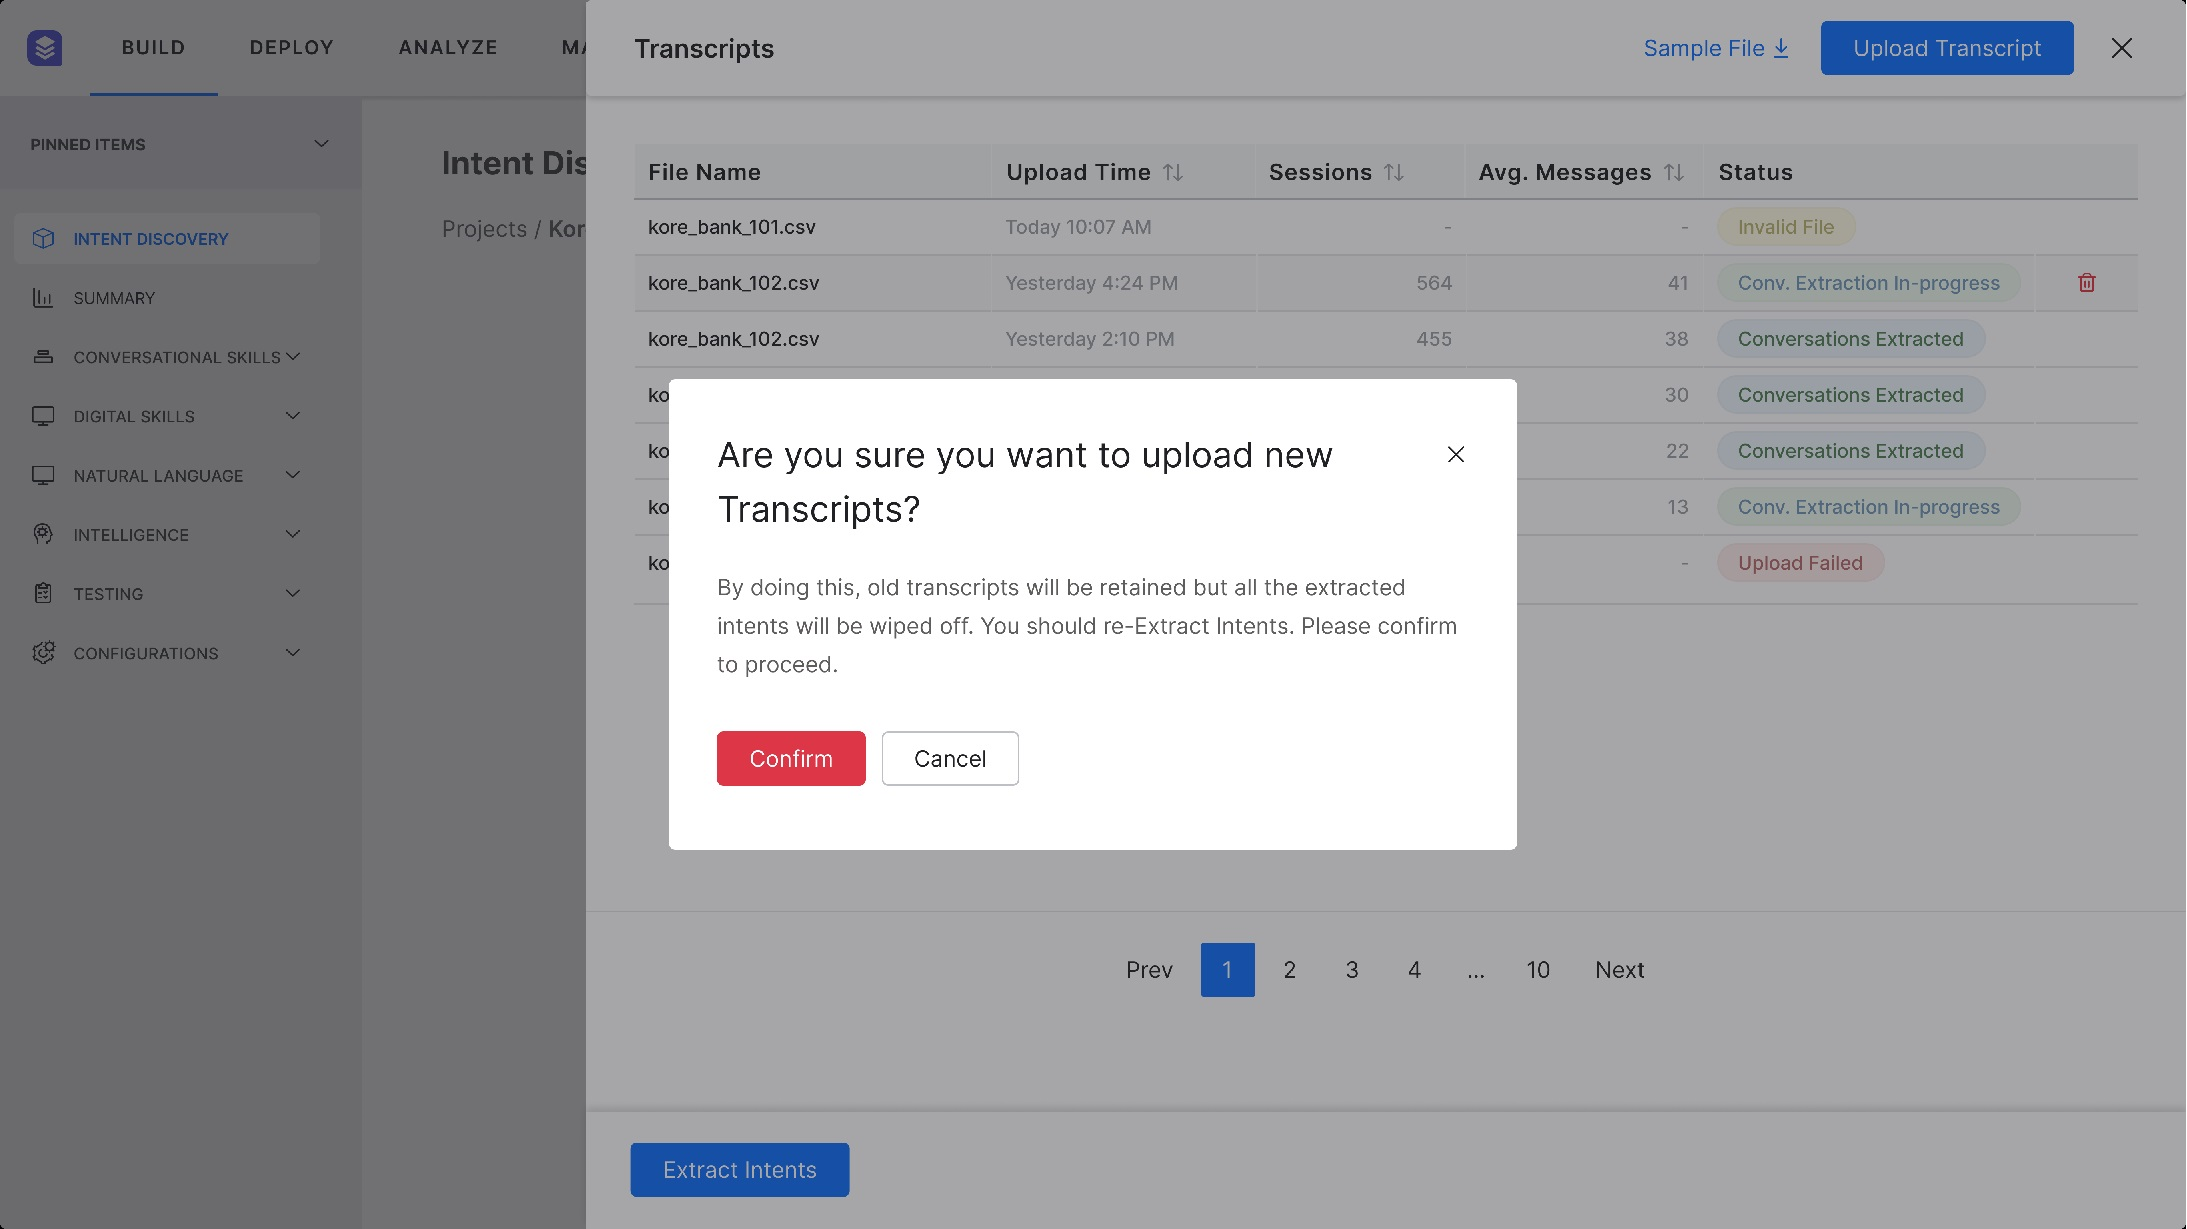 BUILD DEPLOY ANALYZE
Transcripts
Sample File
Upload Transcript
PINNED ITEMS
INTENT DISCOVERY
SUMMARY
CONVERSATIONAL SKILLS
DIGITAL SKILLS
NATURAL LANGUAGE
INTELLIGENCE
TESTING
CONFIGURATIONS
Intent Dis
Projects / Kor
File Name Upload Time Sessions Avg. Messages Status
kore_bank_101.csv Today 10:07 AM - - Invalid File
kore_bank_102.csv Yesterday 4:24 PM 564 41 Conv. Extraction In-progress
kore_bank_102.csv Yesterday 2:10 PM 455 38 Conversations Extracted
ko 30 Conversations Extracted
ko 22 Conversations Extracted
ko 13 Conv. Extraction In-progress
ko - Upload Failed
Are you sure you want to upload new
Transcripts?
By doing this, old transcripts will be retained but all the extracted
intents will be wiped off. You should re-Extract Intents. Please confirm
to proceed.
Confirm Cancel
Prev 1 2 3 4 ... 10 Next
Extract Intents